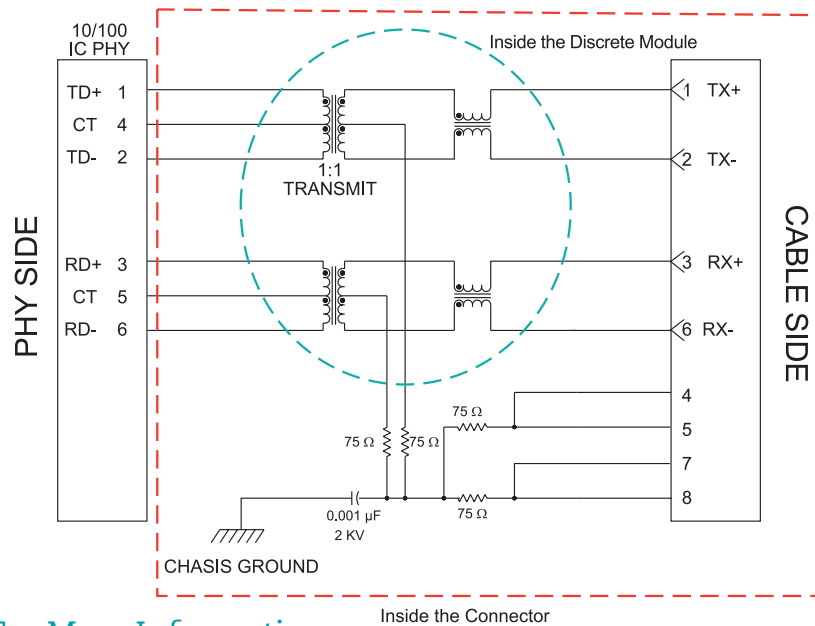 10/100
IC PHY
Inside the Discrete Module
TD+ 1
CT 4
TD- 2
1:1
TRANSMIT
1 TX+
2 TX-
PHY SIDE
CABLE SIDE
RD+ 3
CT 5
RD- 6
3 RX+
6 RX-
4
75 Ω
5
75 Ω
75 Ω
7
8
75 Ω
0.001 µF
2 KV
CHASIS GROUND
Inside the Connector